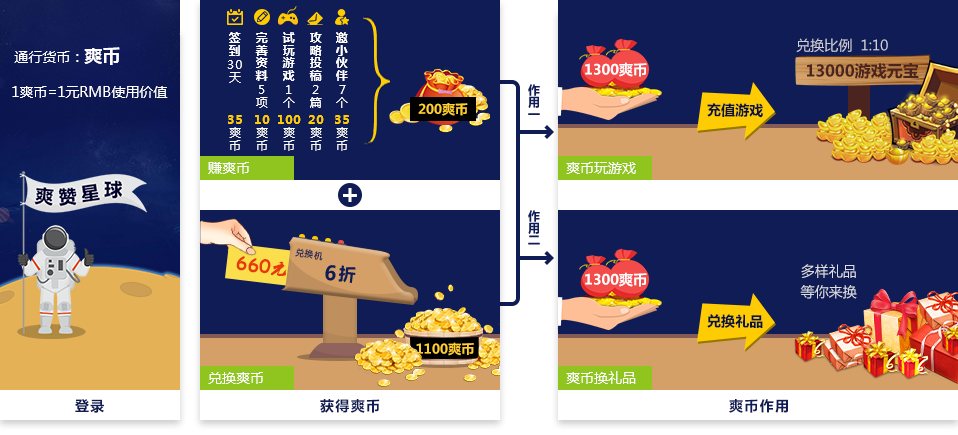 通行货币：爽币
1爽币=1元RMB使用价值
爽赞星球
登录
签到30天
35爽币
完善资料5项
10爽币
试玩游戏1个
100爽币
攻略投稿2篇
20爽币
邀小伙伴7个
35爽币
200爽币
赚爽币
660元
兑换机
6折
1100爽币
兑换爽币
获得爽币
作用一
作用二
1300爽币
充值游戏
兑换比例 1:10
13000游戏元宝
爽币玩游戏
1300爽币
兑换礼品
多样礼品
等你来换
爽币换礼品
爽币作用